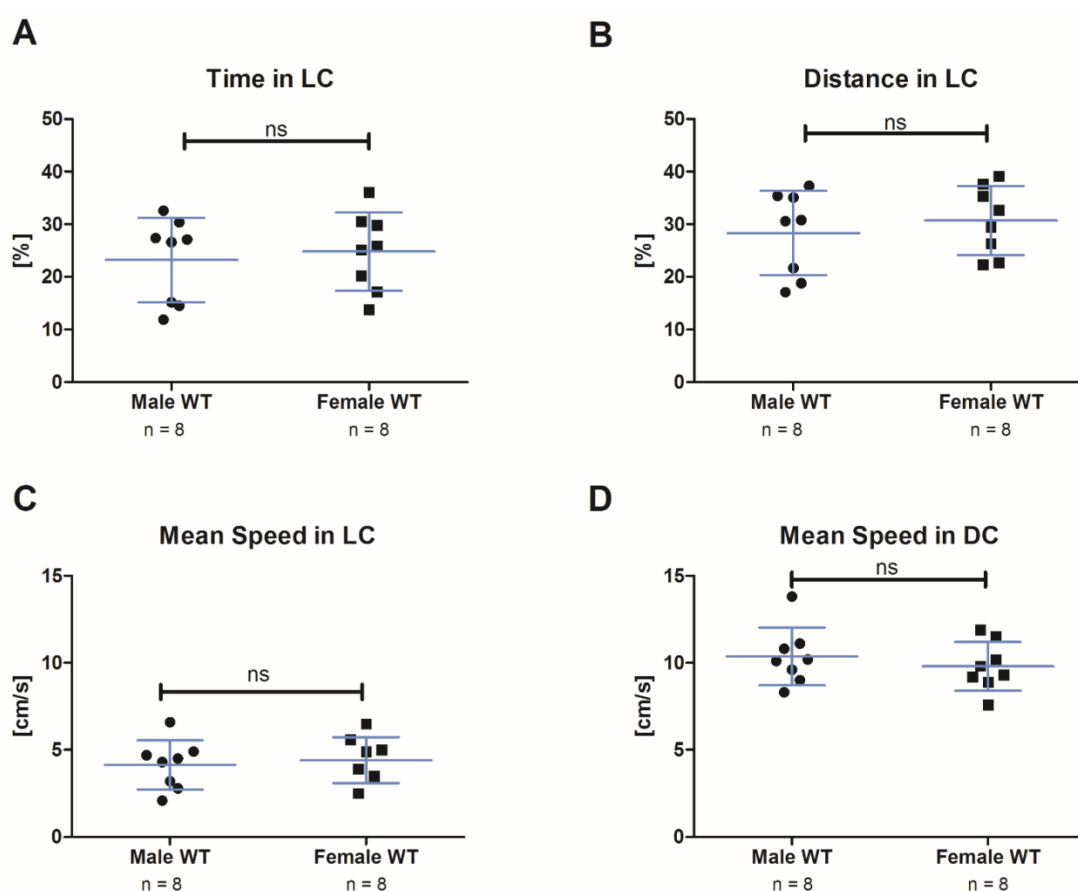 A
Time in LC
50
40
30
20
10
0
[%]
ns
Male WT
n = 8
Female WT
n = 8
B
Distance in LC
50
40
30
20
10
0
[%]
ns
Male WT
n = 8
Female WT
n = 8
C
Mean Speed in LC
15
10
5
0
[cm/s]
ns
Male WT
n = 8
Female WT
n = 8
D
Mean Speed in DC
15
10
5
0
[cm/s]
ns
Male WT
n = 8
Female WT
n = 8